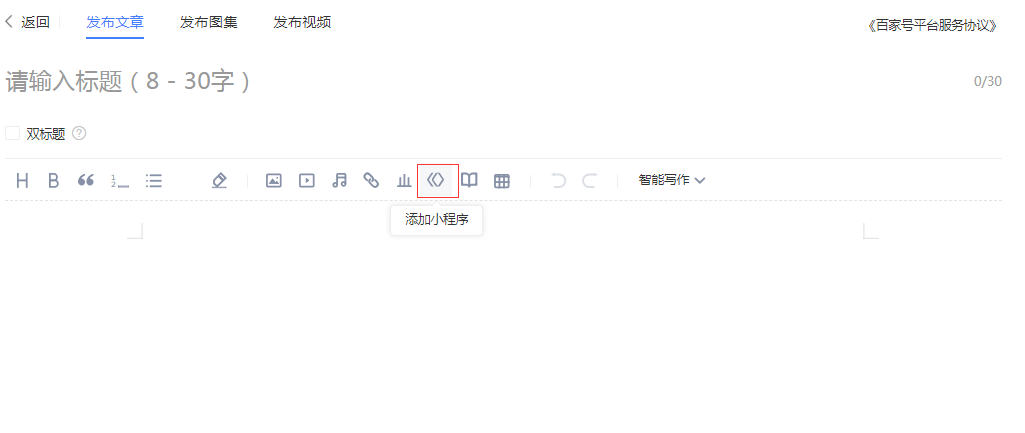 返回 发布文章 发布图集 发布视频 《百家号平台服务协议》
请输入标题（8 - 30字） 0/30
双标题 ?
H B 1 2 智能写作
添加小程序